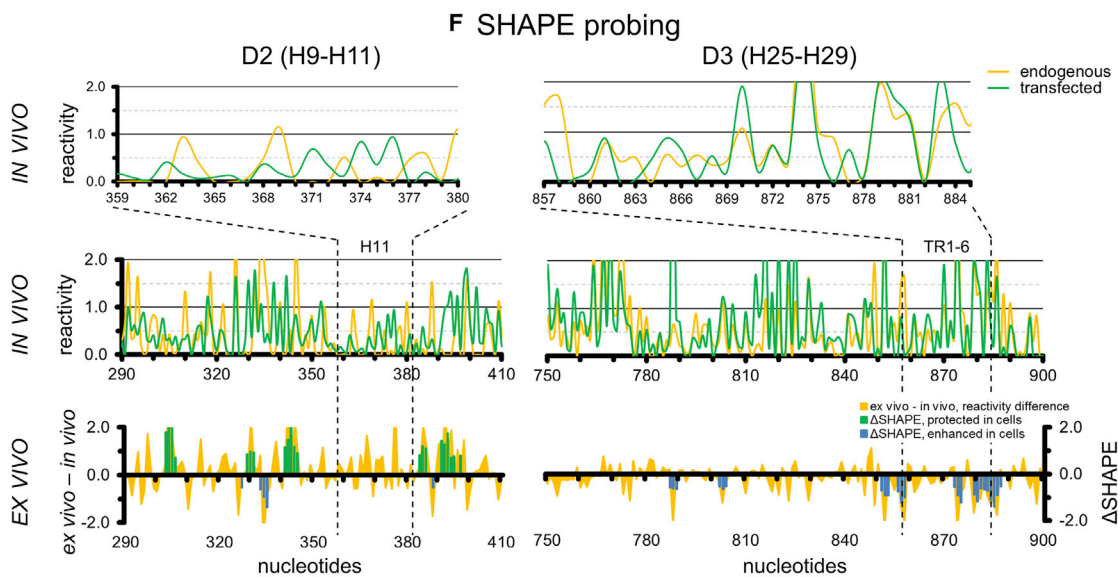 F SHAPE probing
D2 (H9-H11)
D3 (H25-H29)
endogenous
transfected
IN VIVO
reactivity
2.0
1.0
0.0
359 362 365 368 371 374 377 380
857 860 863 866 869 872 875 878 881 884
H11
TR1-6
IN VIVO
reactivity
2.0
1.0
0.0
290 320 350 380 410
750 780 810 840 870 900
EX VIVO
ex vivo – in vivo
2.0
0.0
-2.0
ex vivo - in vivo, reactivity difference
ΔSHAPE, protected in cells
ΔSHAPE, enhanced in cells
2.0
0.0
-2.0
ΔSHAPE
290 320 350 380 410
750 780 810 840 870 900
nucleotides
nucleotides